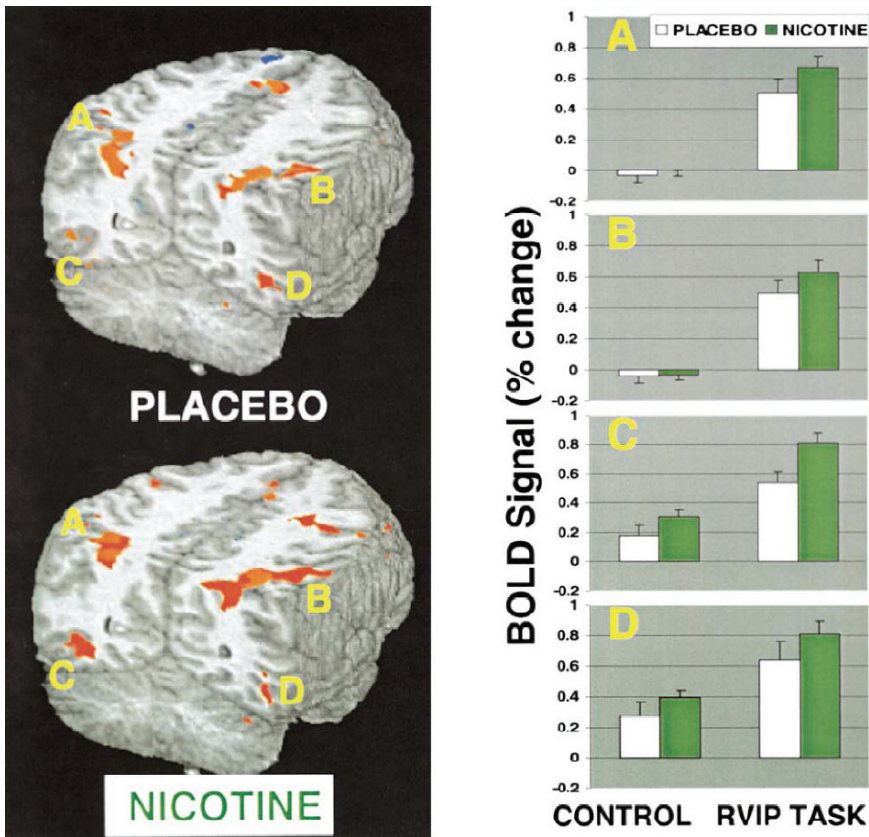 A
B
C
D
PLACEBO
A
B
C
D
NICOTINE
BOLD Signal (% change)
A
PLACEBO NICOTINE
1
0.8
0.6
0.4
0.2
0
-0.2
B
1
0.8
0.6
0.4
0.2
0
-0.2
C
1
0.8
0.6
0.4
0.2
0
-0.2
D
1
0.8
0.6
0.4
0.2
0
-0.2
CONTROL RVIP TASK